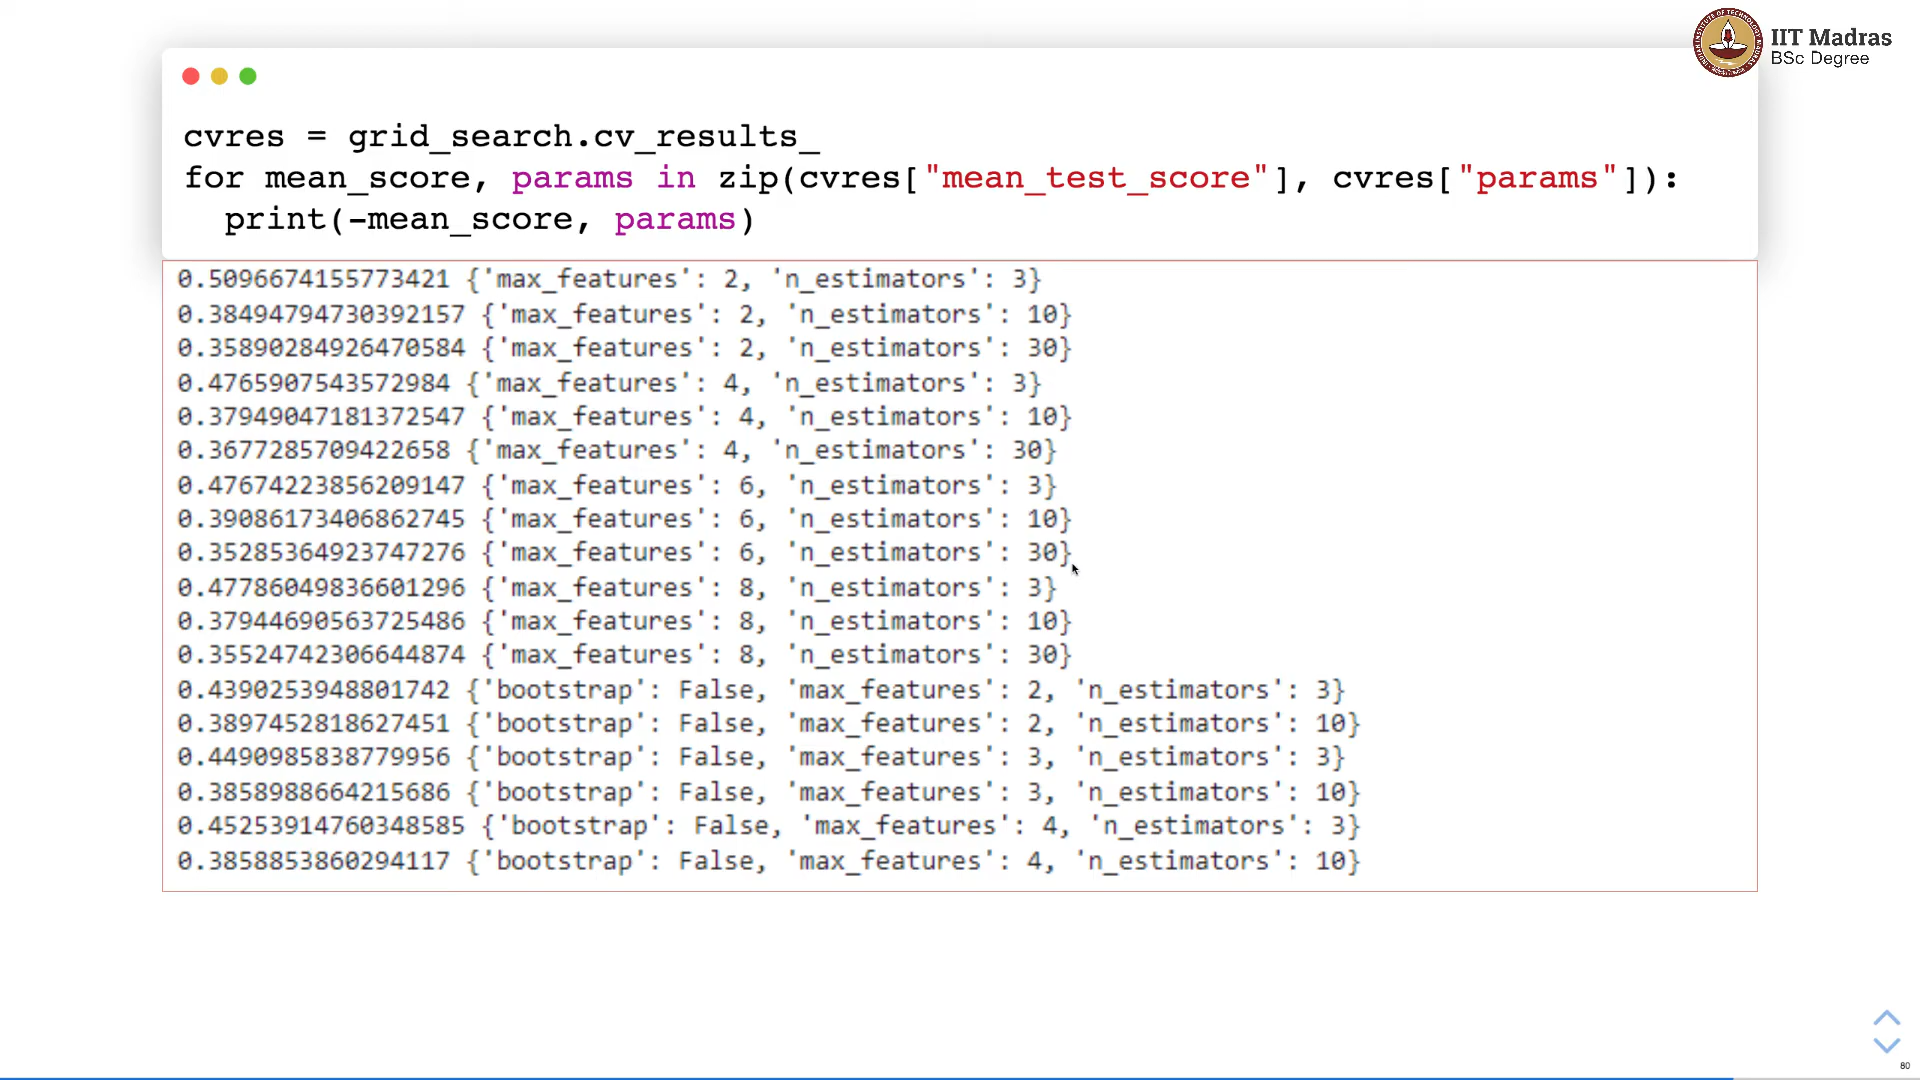 IIT Madras
BSc Degree
cvres = grid_search.cv_results_
for mean_score, params in zip(cvres["mean_test_score"], cvres["params"]):
  print(-mean_score, params)
0.5096674155773421 {'max_features': 2, 'n_estimators': 3}
0.38494794730392157 {'max_features': 2, 'n_estimators': 10}
0.35890284926470584 {'max_features': 2, 'n_estimators': 30}
0.4765907543572984 {'max_features': 4, 'n_estimators': 3}
0.37949047181372547 {'max_features': 4, 'n_estimators': 10}
0.3677285709422658 {'max_features': 4, 'n_estimators': 30}
0.47674223856209147 {'max_features': 6, 'n_estimators': 3}
0.39086173406862745 {'max_features': 6, 'n_estimators': 10}
0.35285364923747276 {'max_features': 6, 'n_estimators': 30}
0.47786049836601296 {'max_features': 8, 'n_estimators': 3}
0.37944690563725486 {'max_features': 8, 'n_estimators': 10}
0.35524742306644874 {'max_features': 8, 'n_estimators': 30}
0.4390253948801742 {'bootstrap': False, 'max_features': 2, 'n_estimators': 3}
0.3897452818627451 {'bootstrap': False, 'max_features': 2, 'n_estimators': 10}
0.4490985838779956 {'bootstrap': False, 'max_features': 3, 'n_estimators': 3}
0.3858988664215686 {'bootstrap': False, 'max_features': 3, 'n_estimators': 10}
0.45253914760348585 {'bootstrap': False, 'max_features': 4, 'n_estimators': 3}
0.3858853860294117 {'bootstrap': False, 'max_features': 4, 'n_estimators': 10}
80